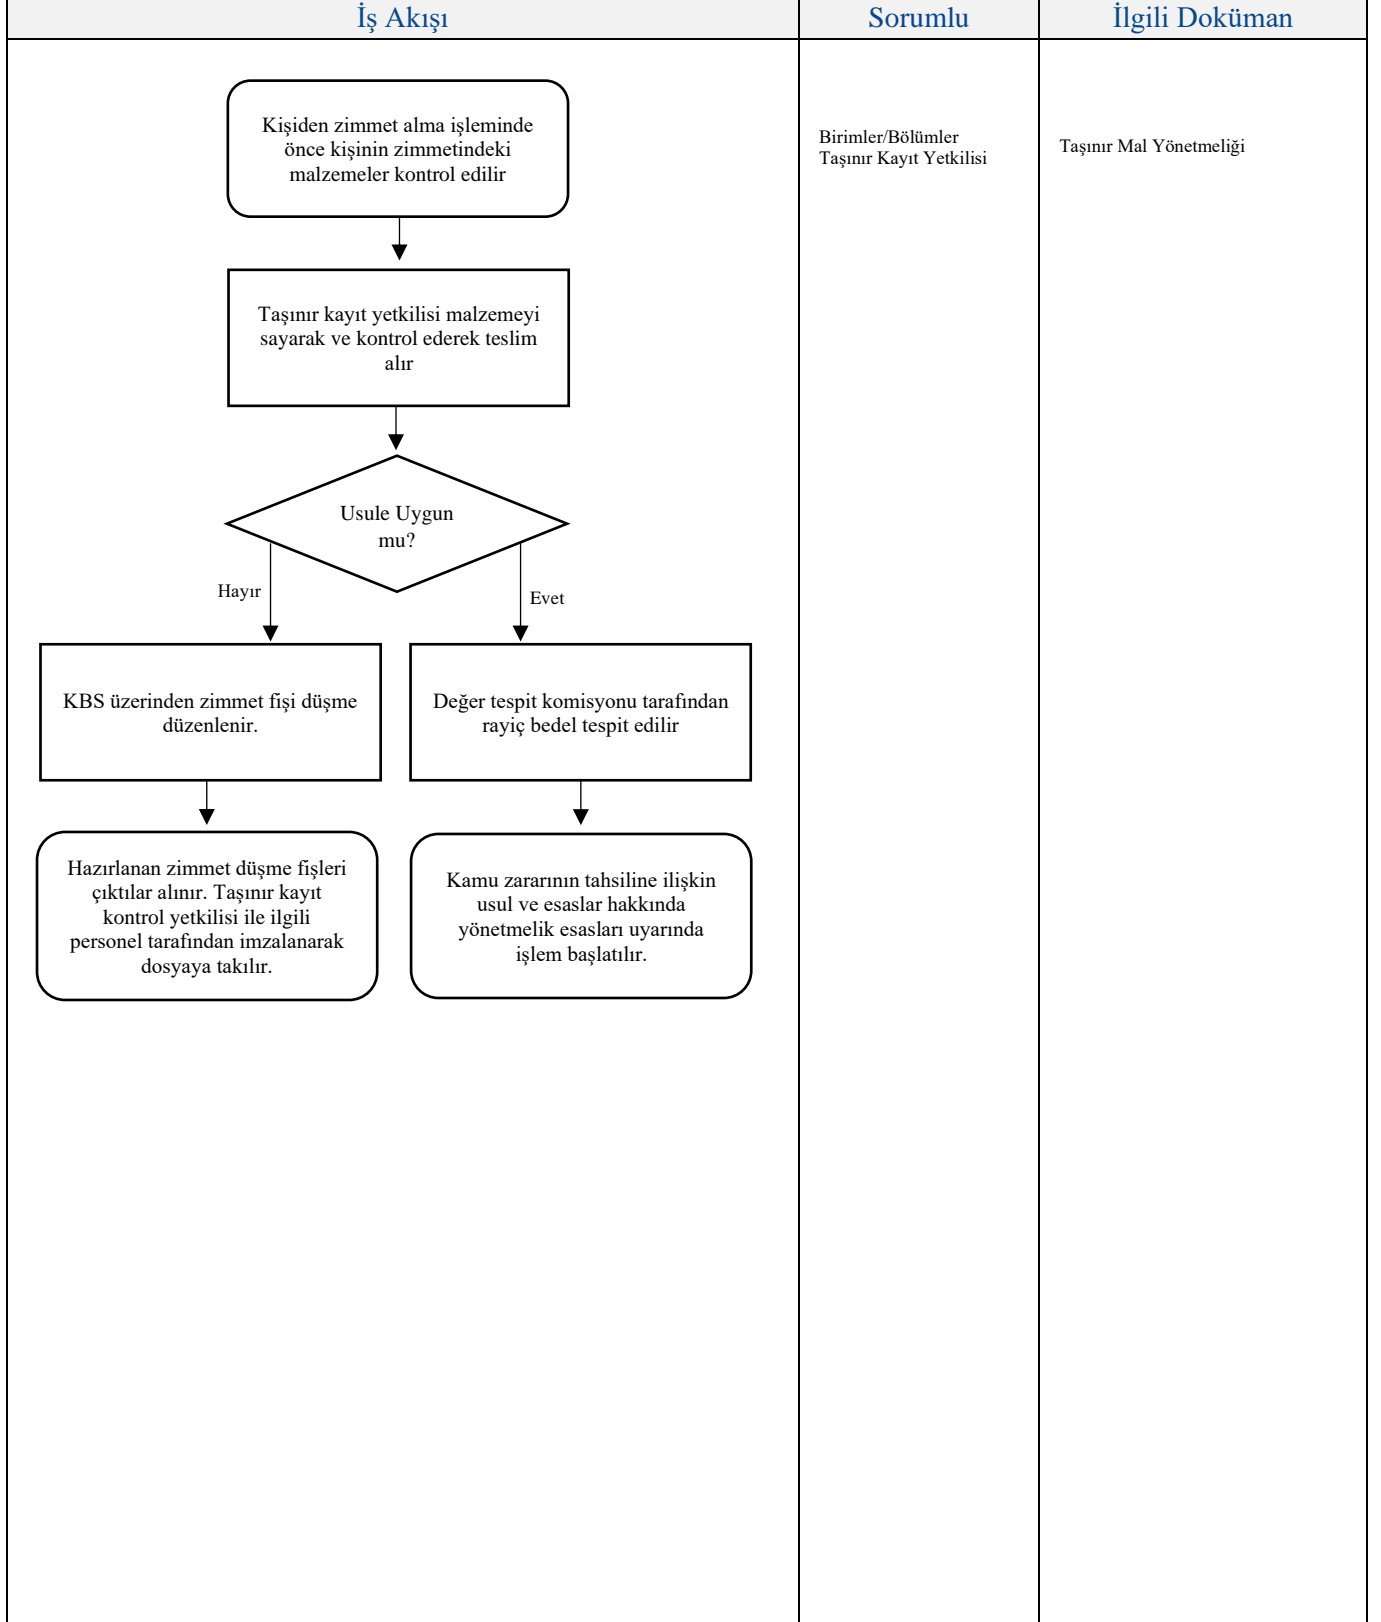 İş Akışı
Sorumlu
İlgili Doküman
Kişiden zimmet alma işleminde
önce kişinin zimmetindeki
malzemeler kontrol edilir
Birimler/Bölümler
Taşınır Kayıt Yetkilisi
Taşınır Mal Yönetmeliği
Taşınır kayıt yetkilisi malzemeyi
sayarak ve kontrol ederek teslim
alır
Usule Uygun
mu?
Hayır
Evet
KBS üzerinden zimmet fişi düşme
düzenlenir.
Değer tespit komisyonu tarafından
rayiç bedel tespit edilir
Hazırlanan zimmet düşme fişleri
çıktılar alınır. Taşınır kayıt
kontrol yetkilisi ile ilgili
personel tarafından imzalanarak
dosyaya takılır.
Kamu zararının tahsiline ilişkin
usul ve esaslar hakkında
yönetmelik esasları uyarında
işlem başlatılır.